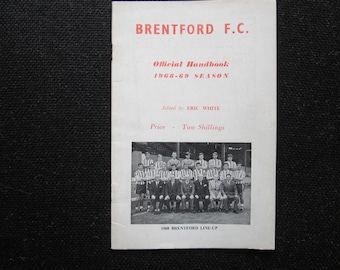 BRENTFORD F.C.
Official Handbook
1968-69 SEASON
Edited by ERIC WHITE
Price - Two Shillings
1968 BRENTFORD LINE-UP